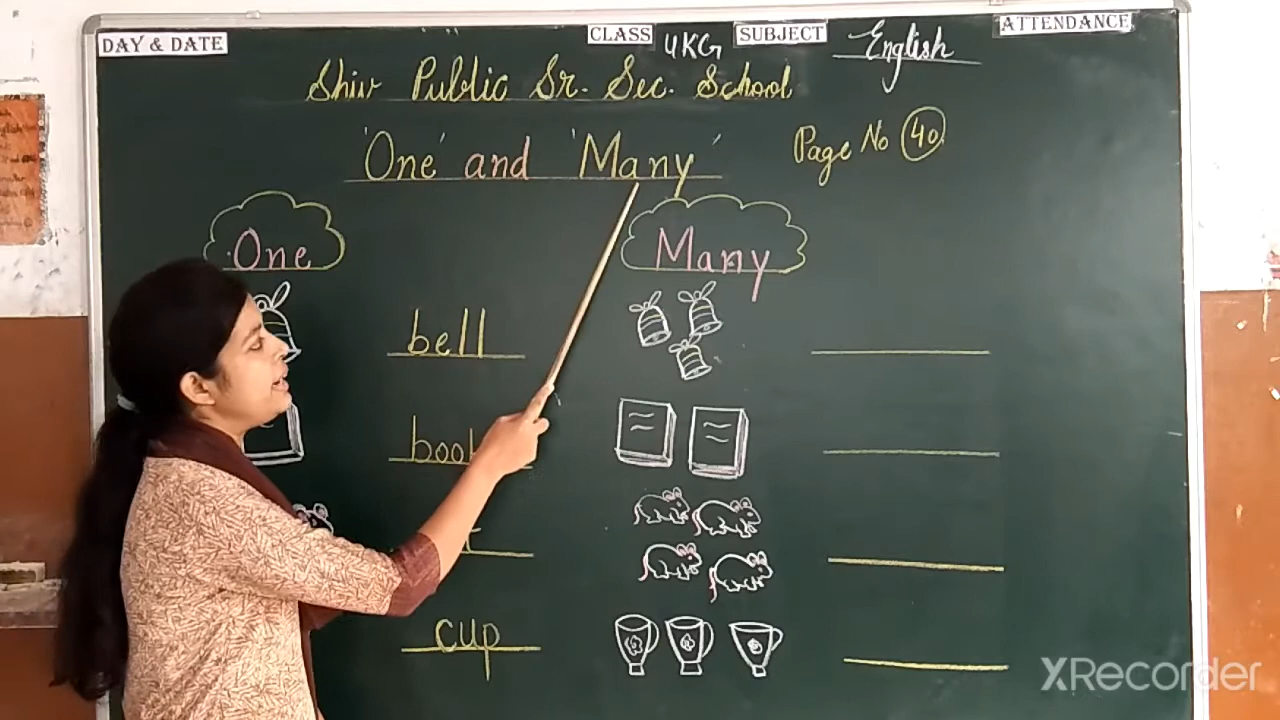 DAY & DATE
CLASS UKG SUBJECT English
ATTENDANCE
Shiv Public Sr. Sec. School
'One' and 'Many'
Page No 40
One
Many
bell
cup
XRecorder